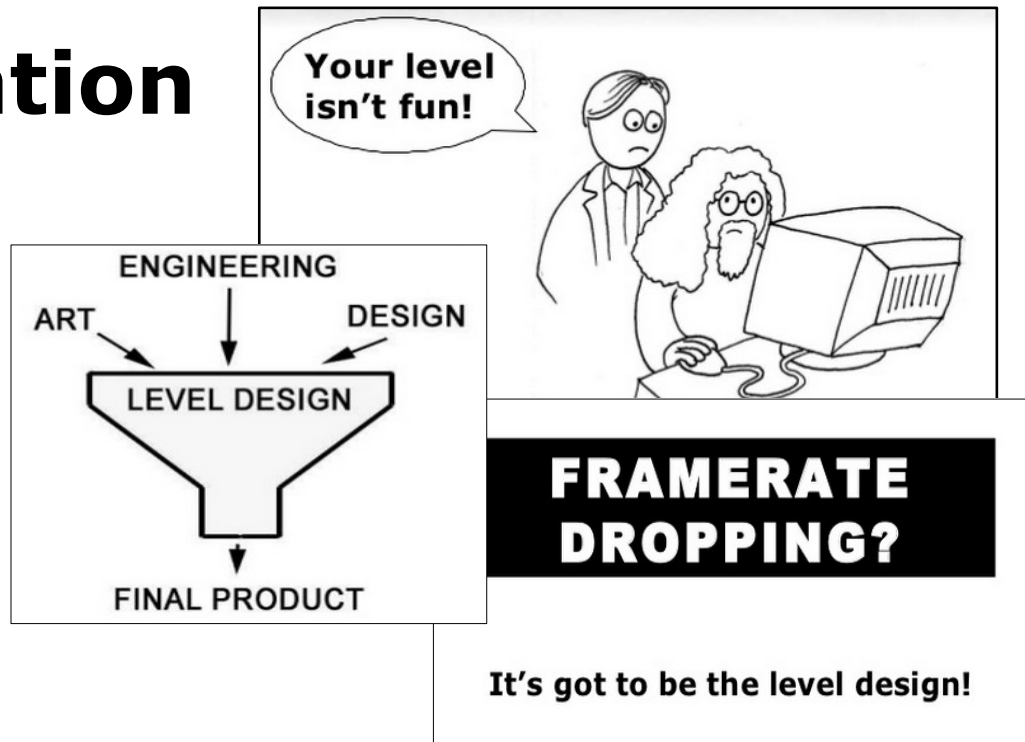 ation
Your level
isn’t fun!
ENGINEERING
ART
DESIGN
LEVEL DESIGN
FINAL PRODUCT
FRAMERATE
DROPPING?
It’s got to be the level design!